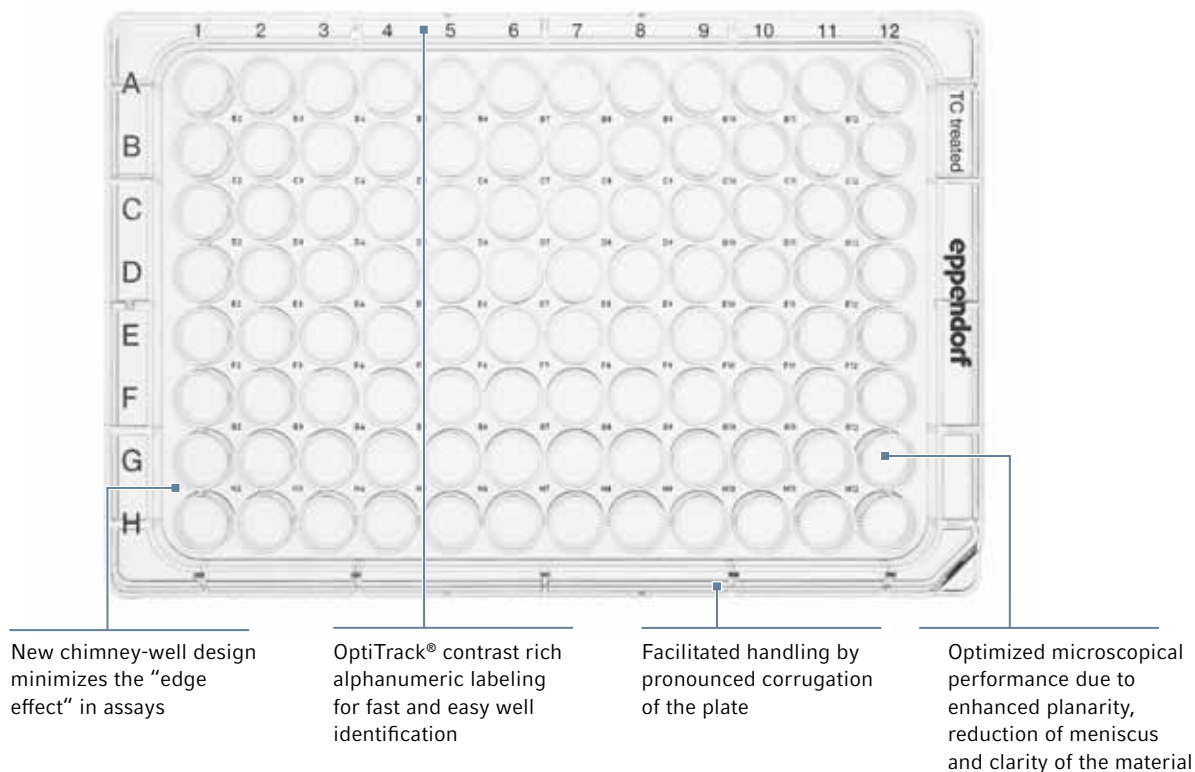 1 2 3 4 5 6 7 8 9 10 11 12
A
B
C
D
E
F
G
H
TC treated
eppendorf
New chimney-well design
minimizes the “edge
effect“ in assays
OptiTrack® contrast rich
alphanumeric labeling
for fast and easy well
identification
Facilitated handling by
pronounced corrugation
of the plate
Optimized microscopical
performance due to
enhanced planarity,
reduction of meniscus
and clarity of the material